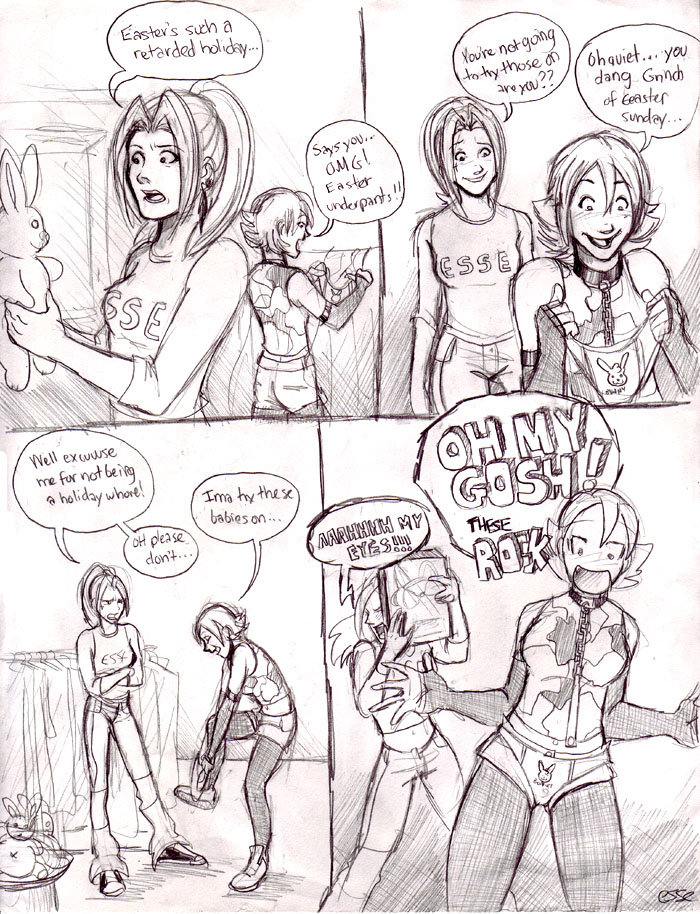 Easter's such a
retarded holiday...
Says you...
OMG!
Easter
underpants!!
ESSE
You're not going
to try those on
are you??
Oh quiet... you
dang Grinch
of Easter
Sunday...
ESSE
Well excuuuse
me for not being
a holiday whore!
OH please
don't...
Ima try these
babies on...
ESS
AAAHHHH MY
EYES!!!!
OH MY
GOSH!
THESE
ROCK
esse